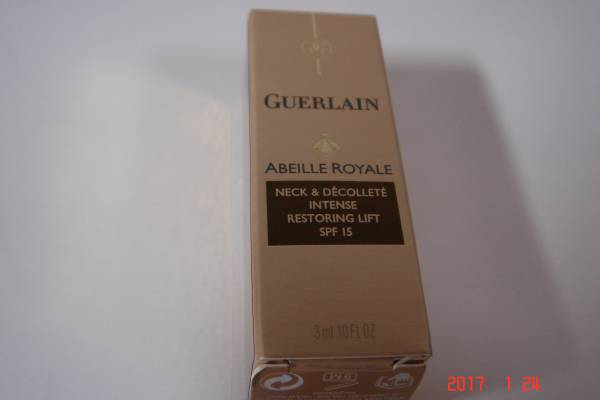 GUERLAIN
ABEILLE ROYALE
NECK & DÉCOLLETÉ
INTENSE
RESTORING LIFT
SPF 15
3 ml 10 FL OZ
2017 1 24